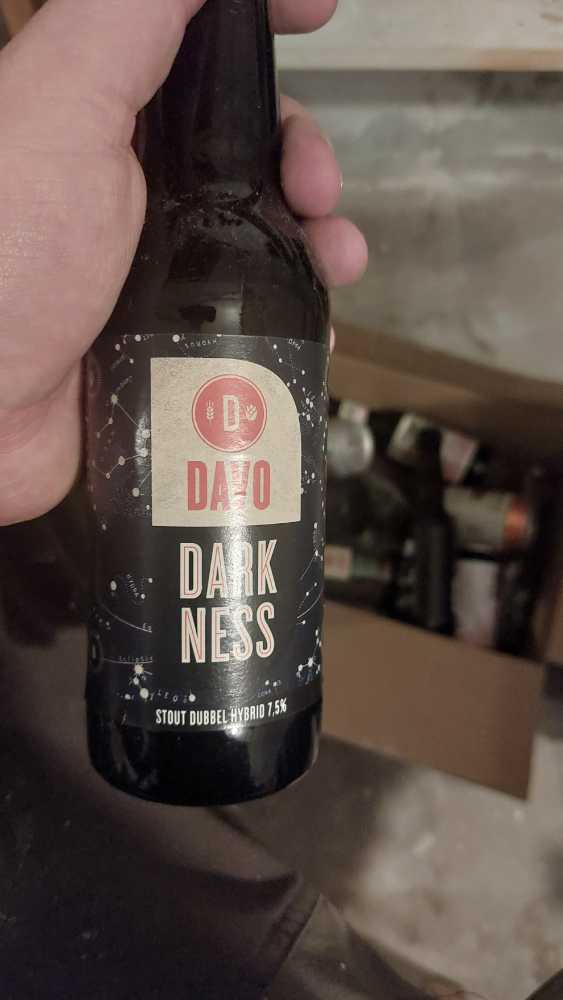 D
DAVO
DARK
NESS
STOUT DUBBEL HYBRID 7,5%